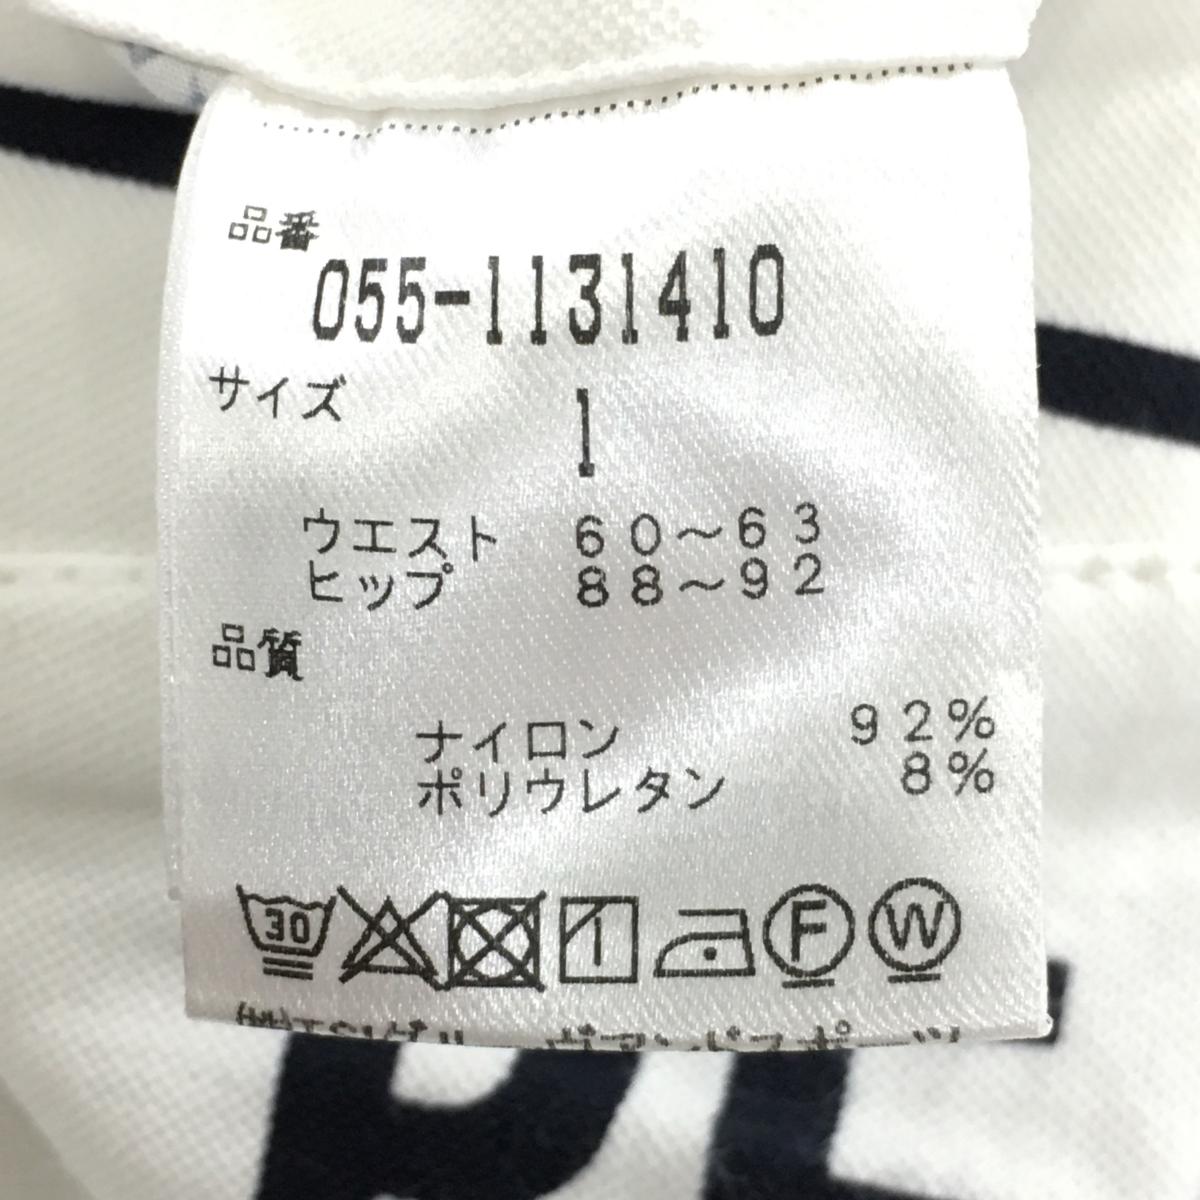 品番
055-1131410
サイズ
1
ウエスト 60～63
ヒップ 88～92
品質
ナイロン 92%
ポリウレタン 8%
30 F W